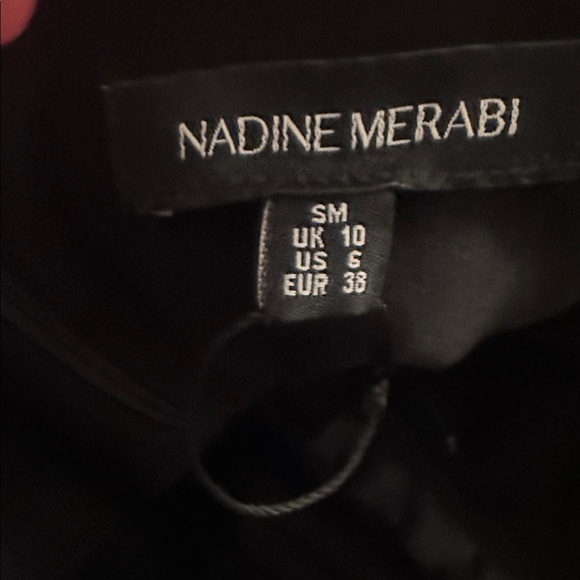 NADINE MERABI
SM
UK 10
US 6
EUR 38